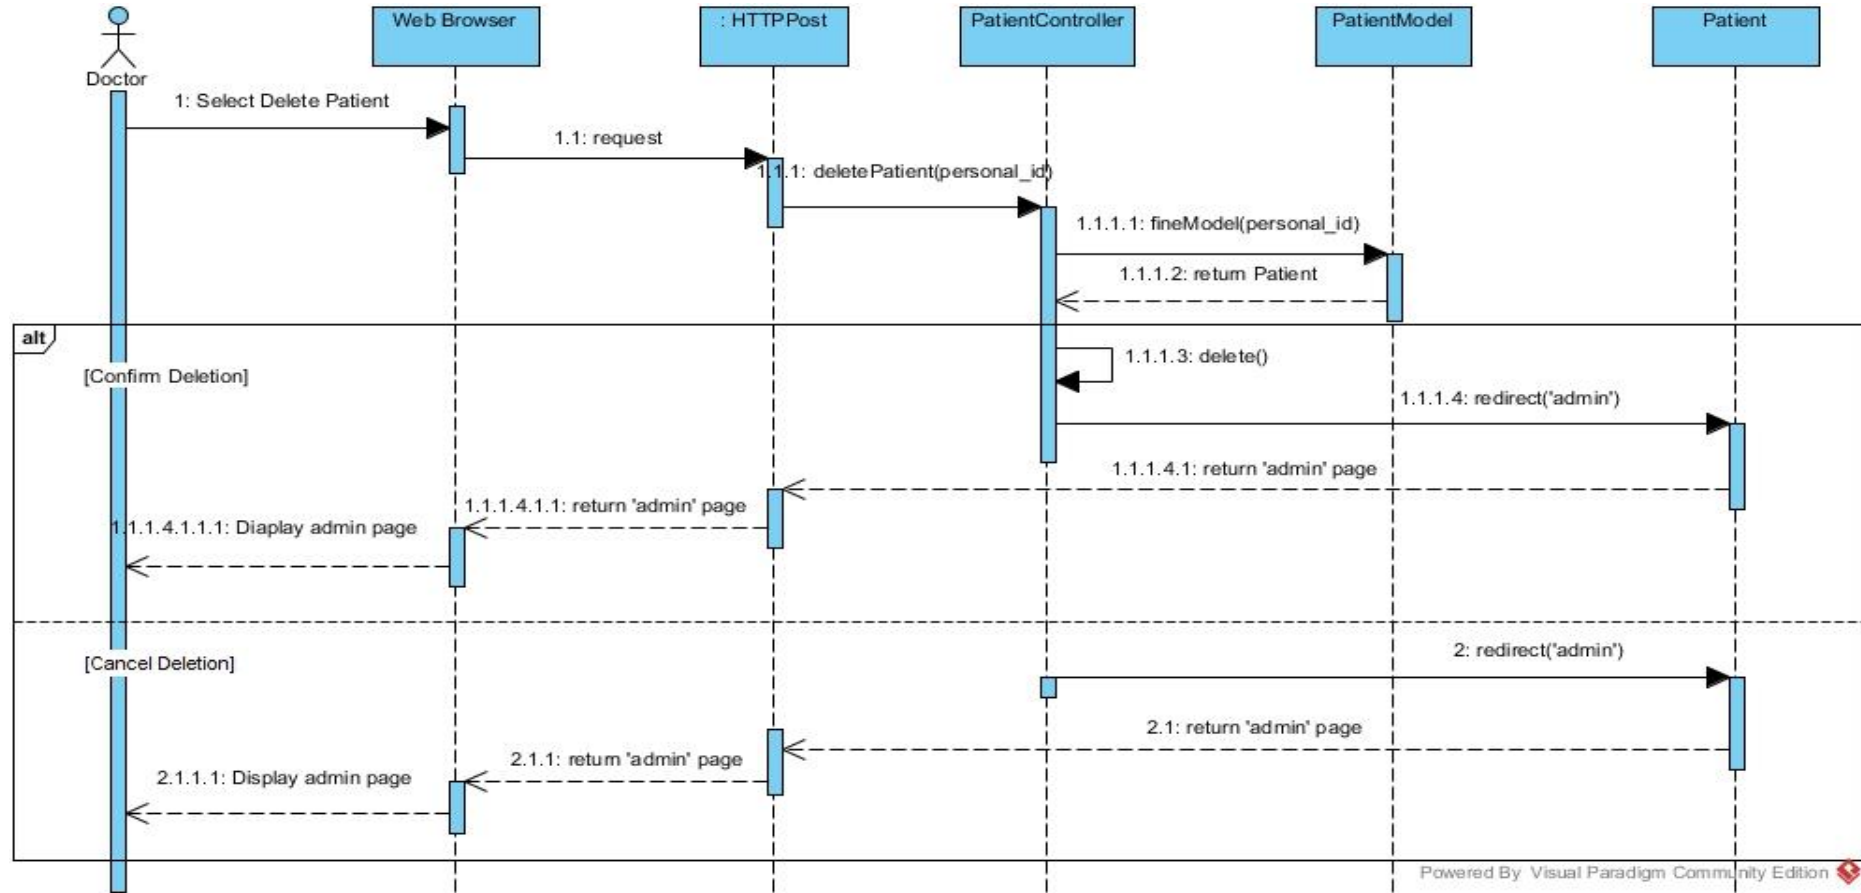 Web Browser
: HTTPPost
PatientController
PatientModel
Patient
Doctor
1: Select Delete Patient
1.1: request
1.1.1: deletePatient(personal_id)
1.1.1.1: fineModel(personal_id)
1.1.1.2: return Patient
alt
[Confirm Deletion]
1.1.1.3: delete()
1.1.1.4: redirect('admin')
1.1.1.4.1: return 'admin' page
1.1.1.4.1.1: return 'admin' page
1.1.1.4.1.1.1: Diaplay admin page
[Cancel Deletion]
2: redirect('admin')
2.1: return 'admin' page
2.1.1: return 'admin' page
2.1.1.1: Display admin page
Powered By Visual Paradigm Community Edition